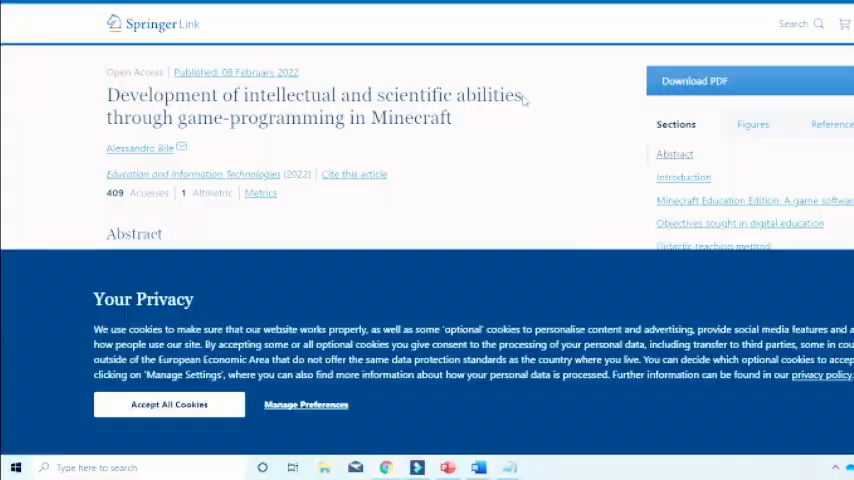 Springer Link
Search
Open Access | Published: 08 February 2022
Development of intellectual and scientific abilities
through game-programming in Minecraft
Alessandro Bile
Education and Information Technologies (2022) | Cite this article
409 Accesses | 1 Altmetric | Metrics
Abstract
Download PDF
Sections Figures Reference
Abstract
Introduction
Minecraft Education Edition: A game softwa
Objectives sought in digital education
Didactic teaching method
Your Privacy
We use cookies to make sure that our website works properly, as well as some 'optional' cookies to personalise content and advertising, provide social media features and a
how people use our site. By accepting some or all optional cookies you give consent to the processing of your personal data, including transfer to third parties, some in cou
outside of the European Economic Area that do not offer the same data protection standards as the country where you live. You can decide which optional cookies to accep
clicking on 'Manage Settings', where you can also find more information about how your personal data is processed. Further information can be found in our privacy policy.
Accept All Cookies Manage Preferences
Type here to search